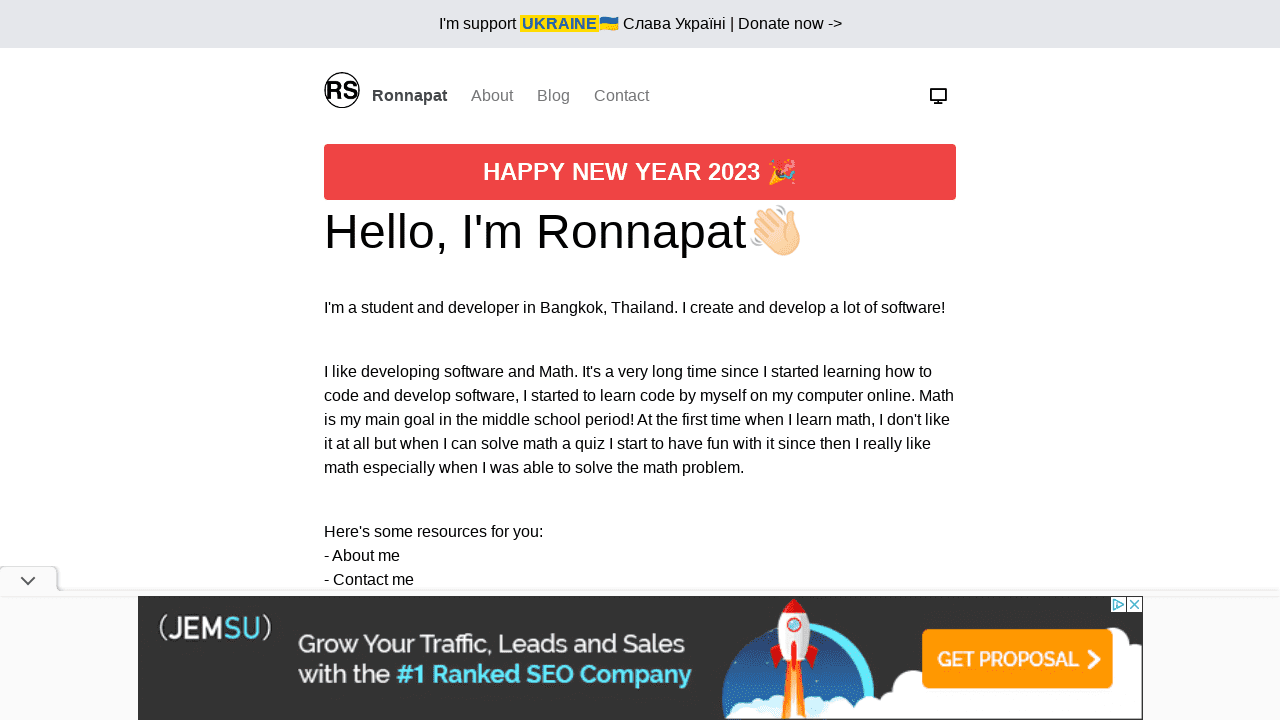 I'm support UKRAINE🇺🇦 Слава Україні | Donate now ->
RS Ronnapat About Blog Contact
HAPPY NEW YEAR 2023 🎉
Hello, I'm Ronnapat👋🏻
I'm a student and developer in Bangkok, Thailand. I create and develop a lot of software!
I like developing software and Math. It's a very long time since I started learning how to
code and develop software, I started to learn code by myself on my computer online. Math
is my main goal in the middle school period! At the first time when I learn math, I don't like
it at all but when I can solve math a quiz I start to have fun with it since then I really like
math especially when I was able to solve the math problem.
Here's some resources for you:
- About me
- Contact me
(JEMSU)
Grow Your Traffic, Leads and Sales
with the #1 Ranked SEO Company
GET PROPOSAL